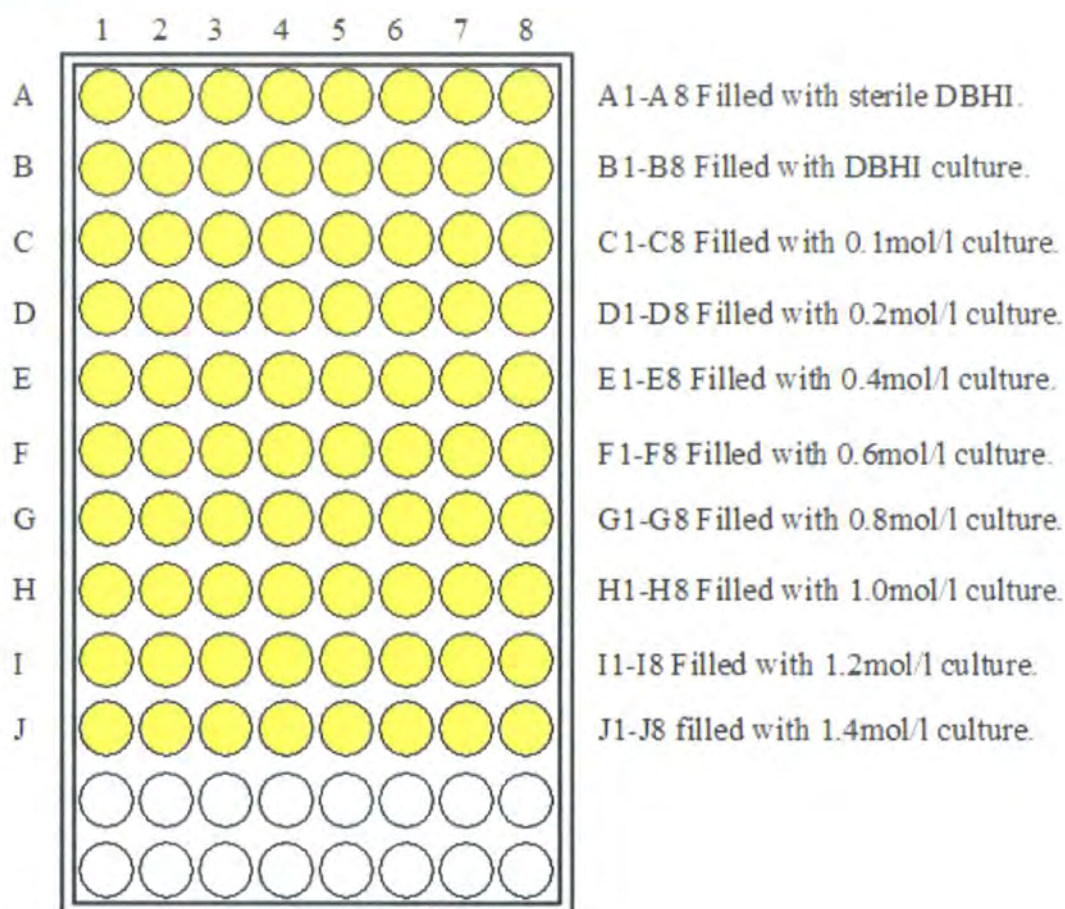 1 2 3 4 5 6 7 8
A A1-A8 Filled with sterile DBHI.
B B1-B8 Filled with DBHI culture.
C C1-C8 Filled with 0.1mol/l culture.
D D1-D8 Filled with 0.2mol/l culture.
E E1-E8 Filled with 0.4mol/l culture.
F F1-F8 Filled with 0.6mol/l culture.
G G1-G8 Filled with 0.8mol/l culture.
H H1-H8 Filled with 1.0mol/l culture.
I I1-I8 Filled with 1.2mol/l culture.
J J1-J8 filled with 1.4mol/l culture.